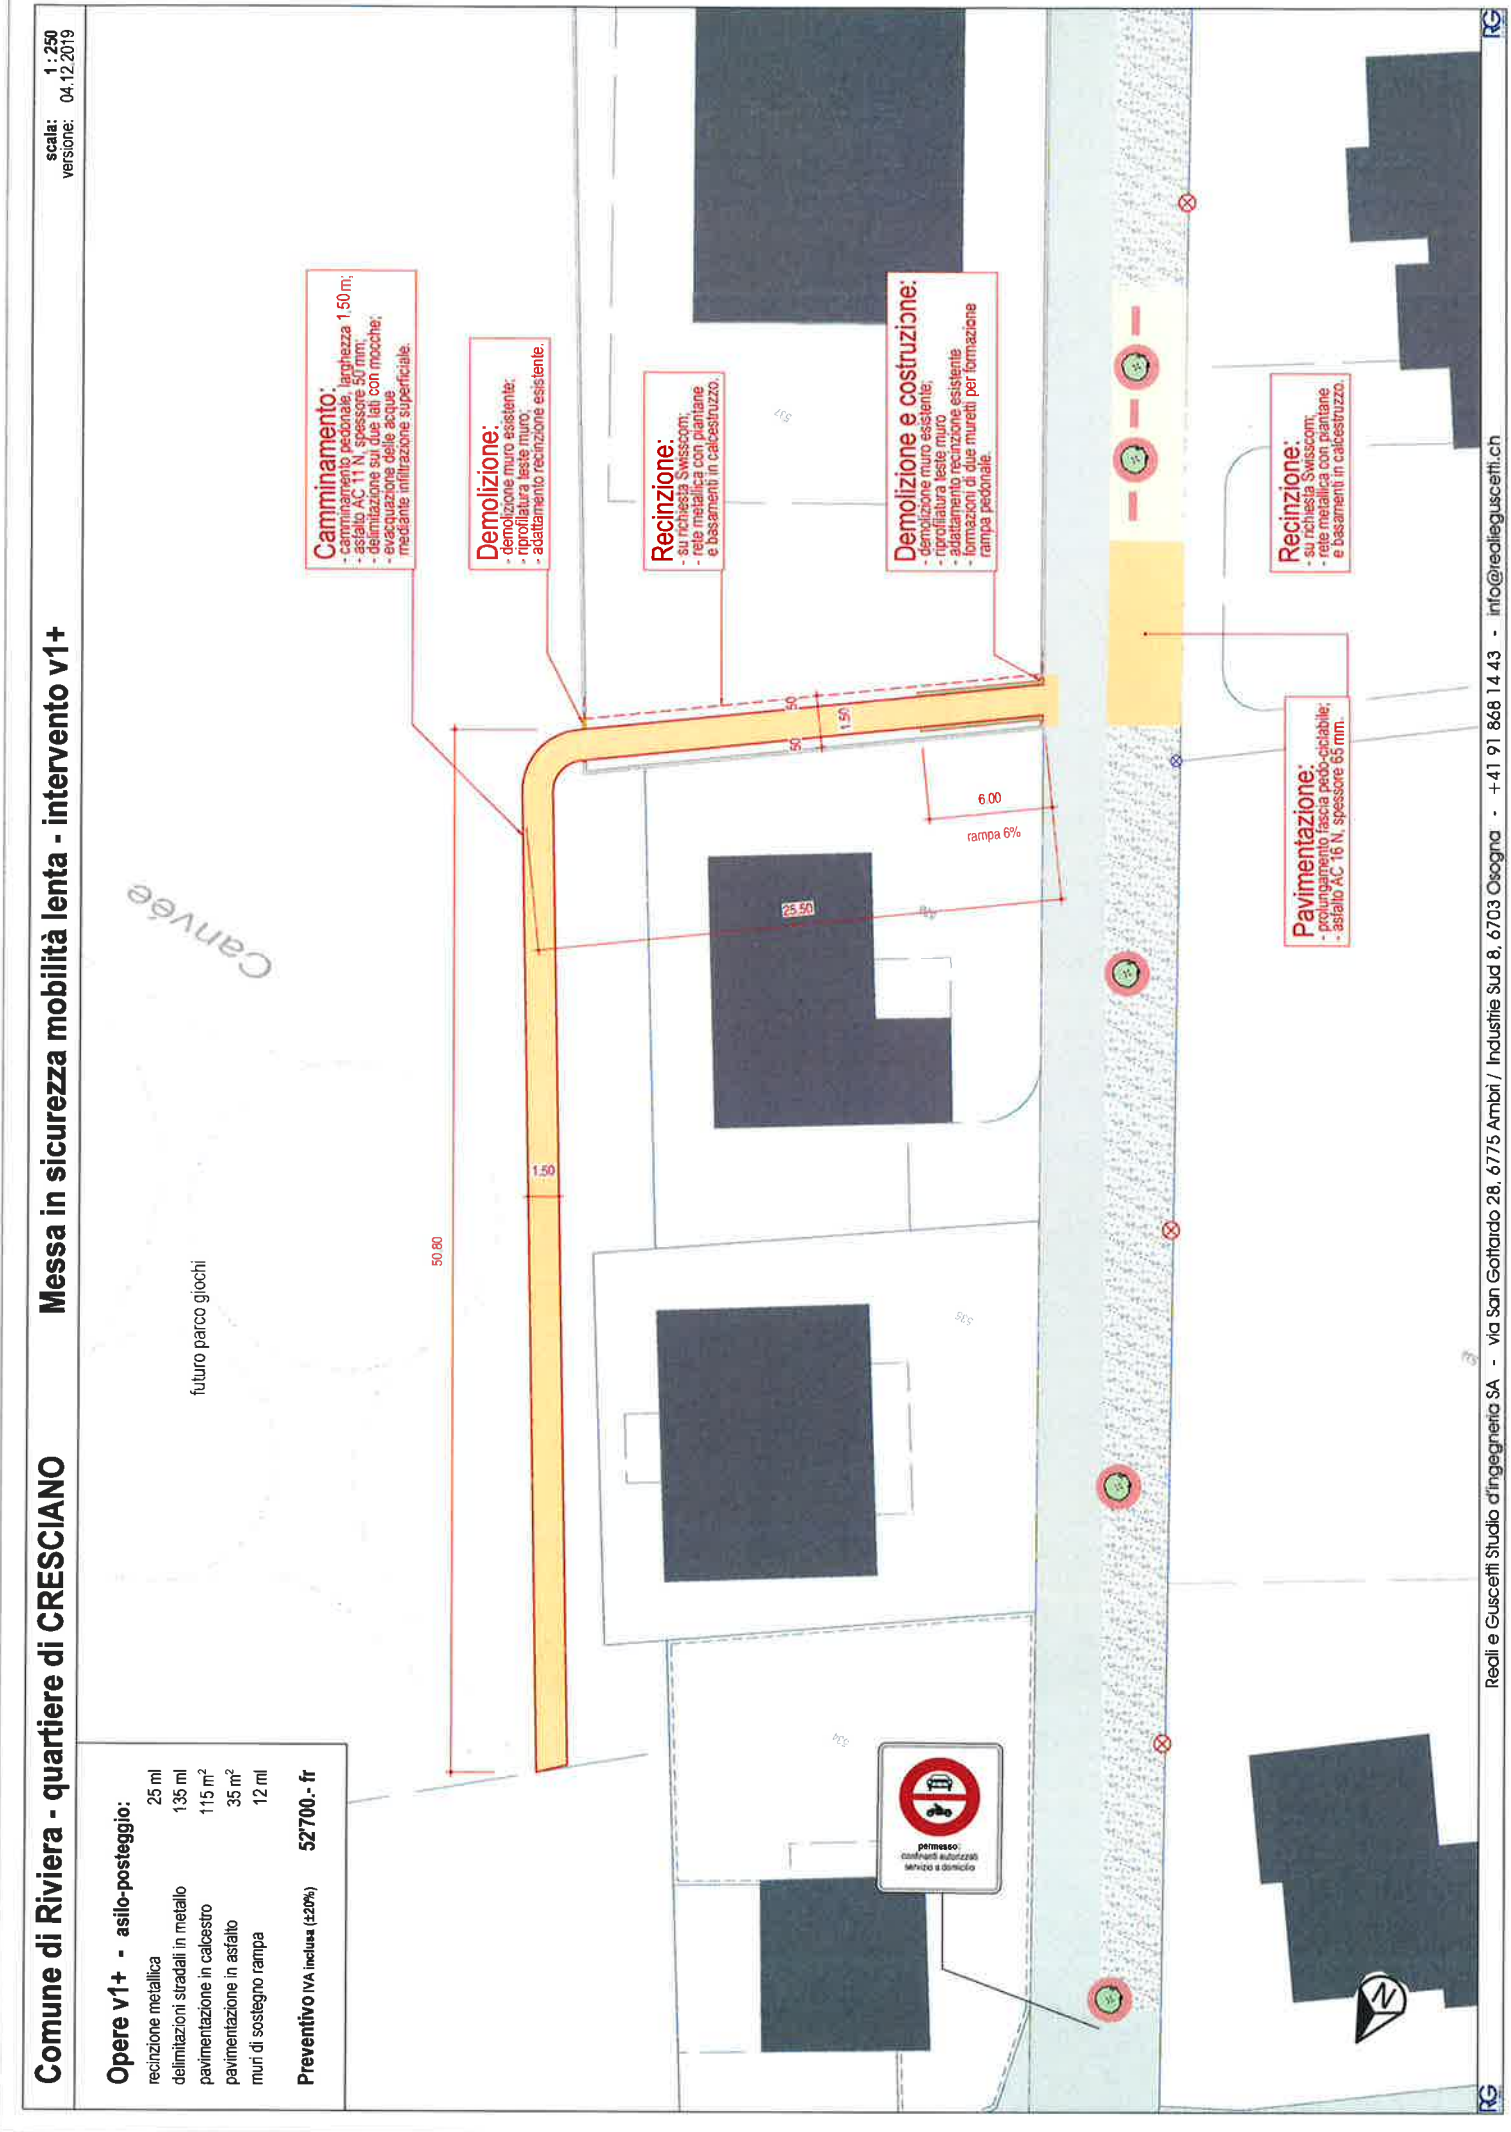 Comune di Riviera - quartiere di CRESCIANO
Messa in sicurezza mobilità lenta - intervento v1+
scala: 1:250
versione: 04.12.2019
Opere v1+ - asilo-posteggio:
recinzione metallica 25 ml
delimitazioni stradali in metallo 135 ml
pavimentazione in calcestro 115 m²
pavimentazione in asfalto 35 m²
muri di sostegno rampa 12 ml
Preventivo IVA inclusa (±20%) 52'700.- fr
futuro parco giochi
Canvée
Camminamento:
- camminamento pedonale, larghezza 1,50 m;
- asfalto AC 11 N, spessore 50 mm;
- delimitazione sui due lati con mocche;
- evacquazione delle acque
mediante infiltrazione superficiale.
Demolizione:
- demolizione muro esistente;
- riprofilatura teste muro;
- adattamento recinzione esistente.
Recinzione:
- su richiesta Swisscom;
- rete metallica con piantane
e basamenti in calcestruzzo.
Demolizione e costruzione:
- demolizione muro esistente;
- riprofilatura teste muro
- adattamento recinzione esistente
- formazioni di due muretti per formazione
rampa pedonale.
Recinzione:
- su richiesta Swisscom;
- rete metallica con piantane
e basamenti in calcestruzzo.
Pavimentazione:
- prolungamento fascia pedo-ciclabile;
- asfalto AC 16 N, spessore 65 mm.
50.80
1.50
25.50
50
50
1.50
6.00
rampa 6%
537
535
534
permesso:
confinanti autorizzati
servizio a domicilio
N
RG
Reali e Guscetti Studio d'ingegneria SA - via San Gottardo 28, 6775 Ambrì / Industrie Sud 8, 6703 Osogna - +41 91 868 14 43 - info@realieguscetti.ch
RG